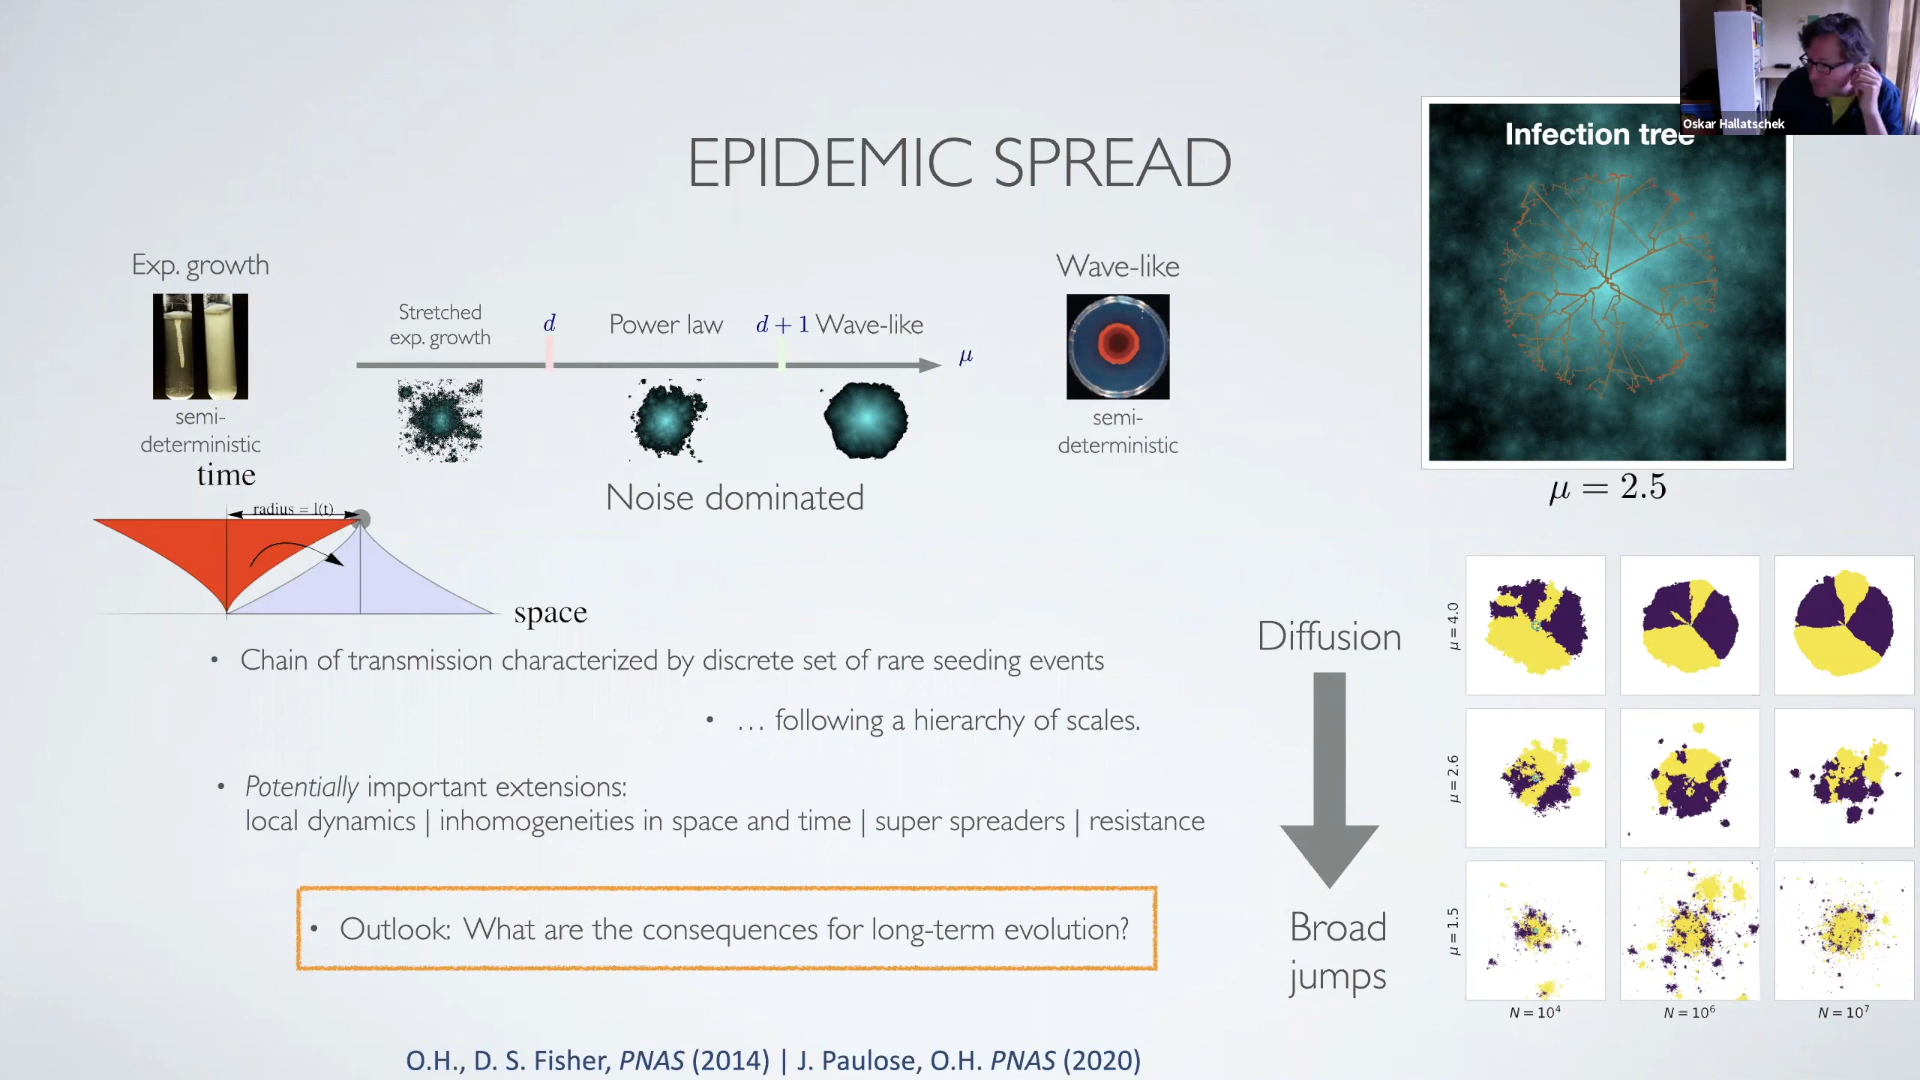 Oskar Hallatschek
EPIDEMIC SPREAD
Infection tree
Exp. growth
semi-
deterministic
Stretched
exp. growth
d
Power law
d + 1
Wave-like
μ
Noise dominated
Wave-like
semi-
deterministic
μ = 2.5
time
radius = l(t)
space
• Chain of transmission characterized by discrete set of rare seeding events
• … following a hierarchy of scales.
• Potentially important extensions:
local dynamics | inhomogeneities in space and time | super spreaders | resistance
• Outlook: What are the consequences for long-term evolution?
Diffusion
Broad
jumps
μ = 4.0
μ = 2.6
μ = 1.5
N = 10⁴
N = 10⁶
N = 10⁷
O.H., D. S. Fisher, PNAS (2014) | J. Paulose, O.H. PNAS (2020)